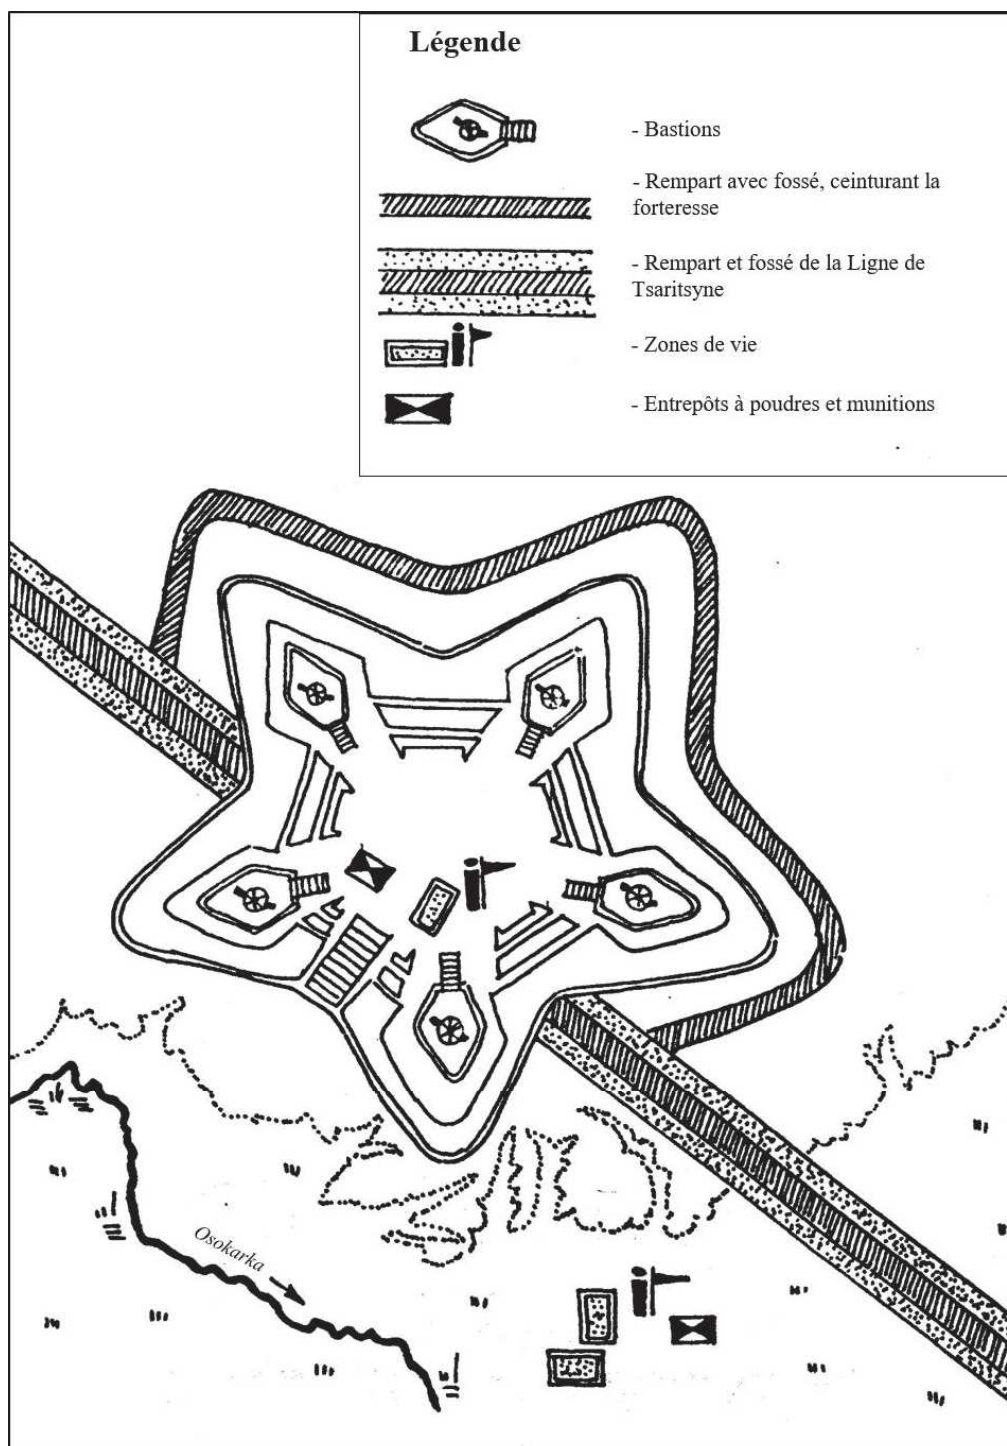 Légende
- Bastions
- Rempart avec fossé, ceinturant la
forteresse
- Rempart et fossé de la Ligne de
Tsaritsyne
- Zones de vie
- Entrepôts à poudres et munitions
Osokarka